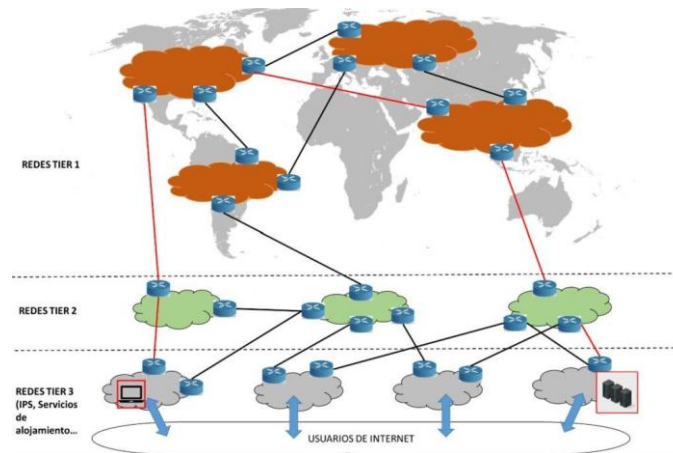 REDES TIER 1
REDES TIER 2
REDES TIER 3
(IPS, Servicios
de
alojamiento...
USUARIOS DE INTERNET